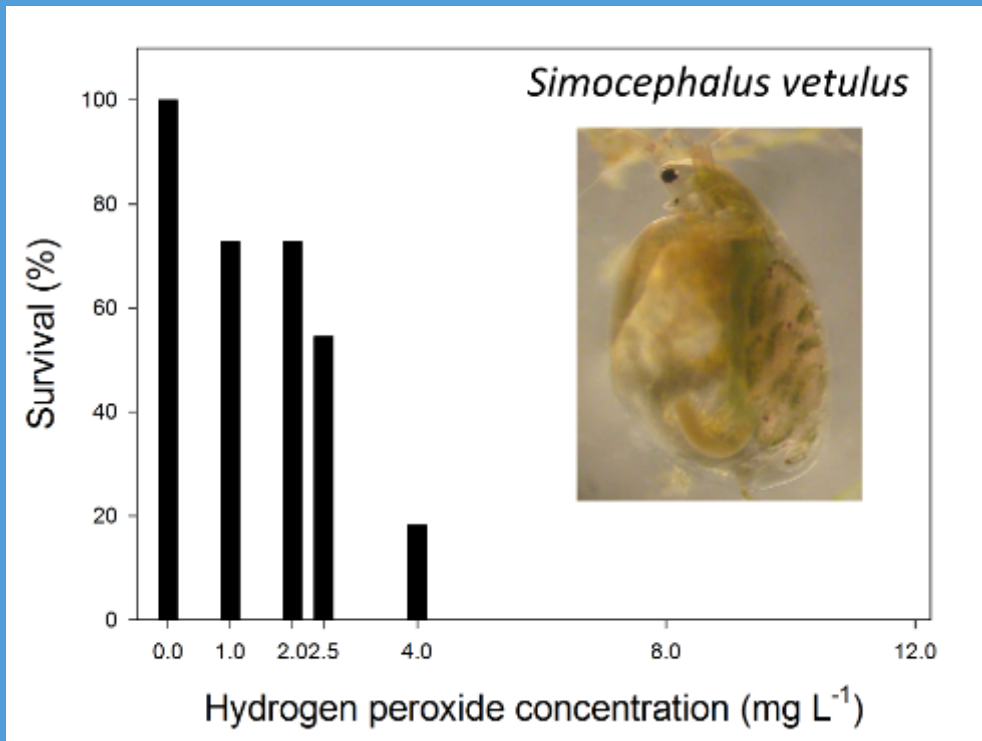 Simocephalus vetulus
100
80
60
40
20
0
Survival (%)
0.0 1.0 2.02.5 4.0 8.0 12.0
Hydrogen peroxide concentration (mg L⁻¹)